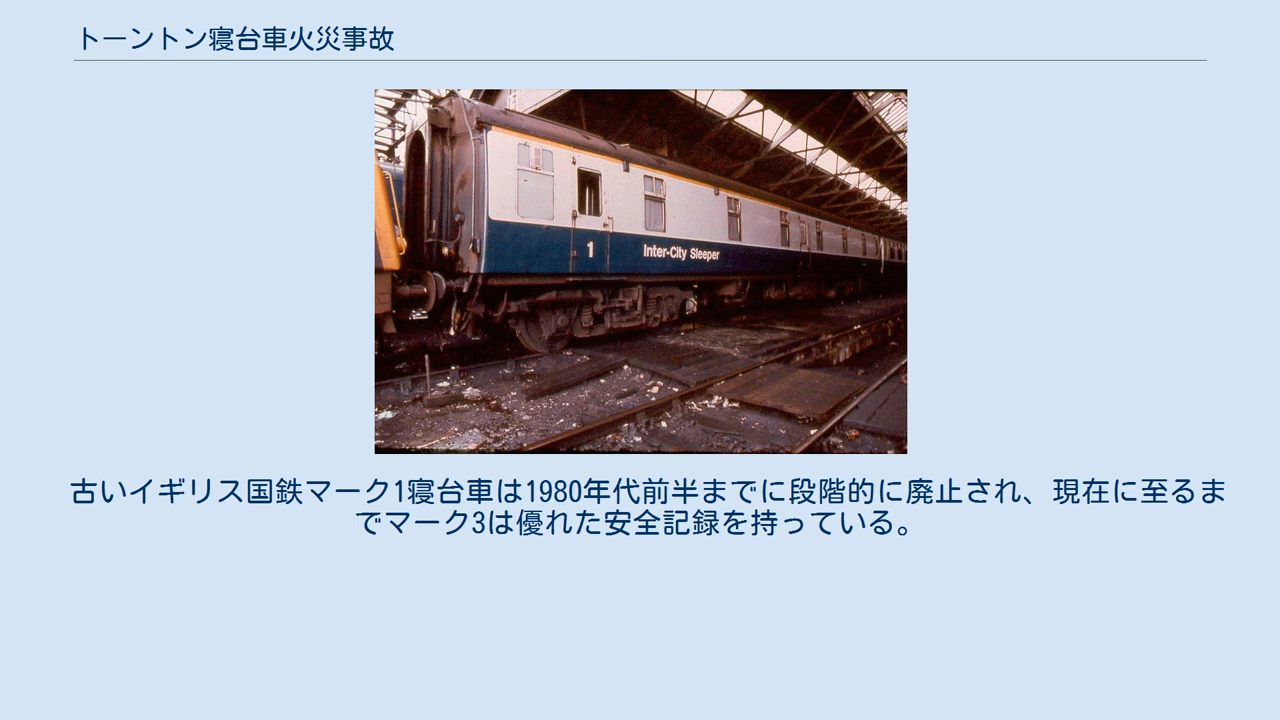 トーントン寝台車火災事故
1
Inter-City Sleeper
古いイギリス国鉄マーク1寝台車は1980年代前半までに段階的に廃止され、現在に至るま
でマーク3は優れた安全記録を持っている。